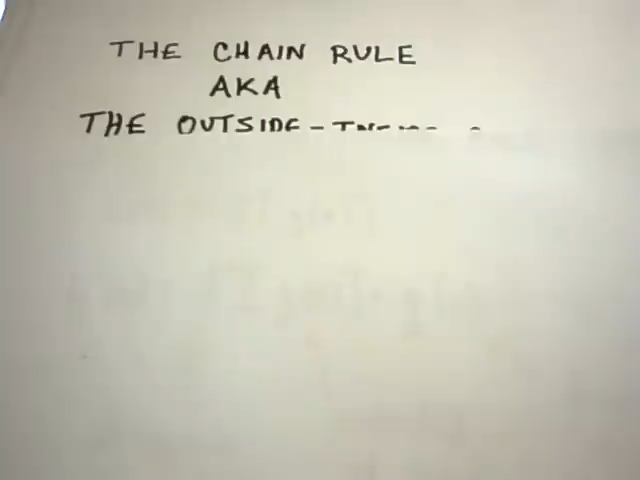 THE CHAIN RULE
AKA
THE OUTSIDE-